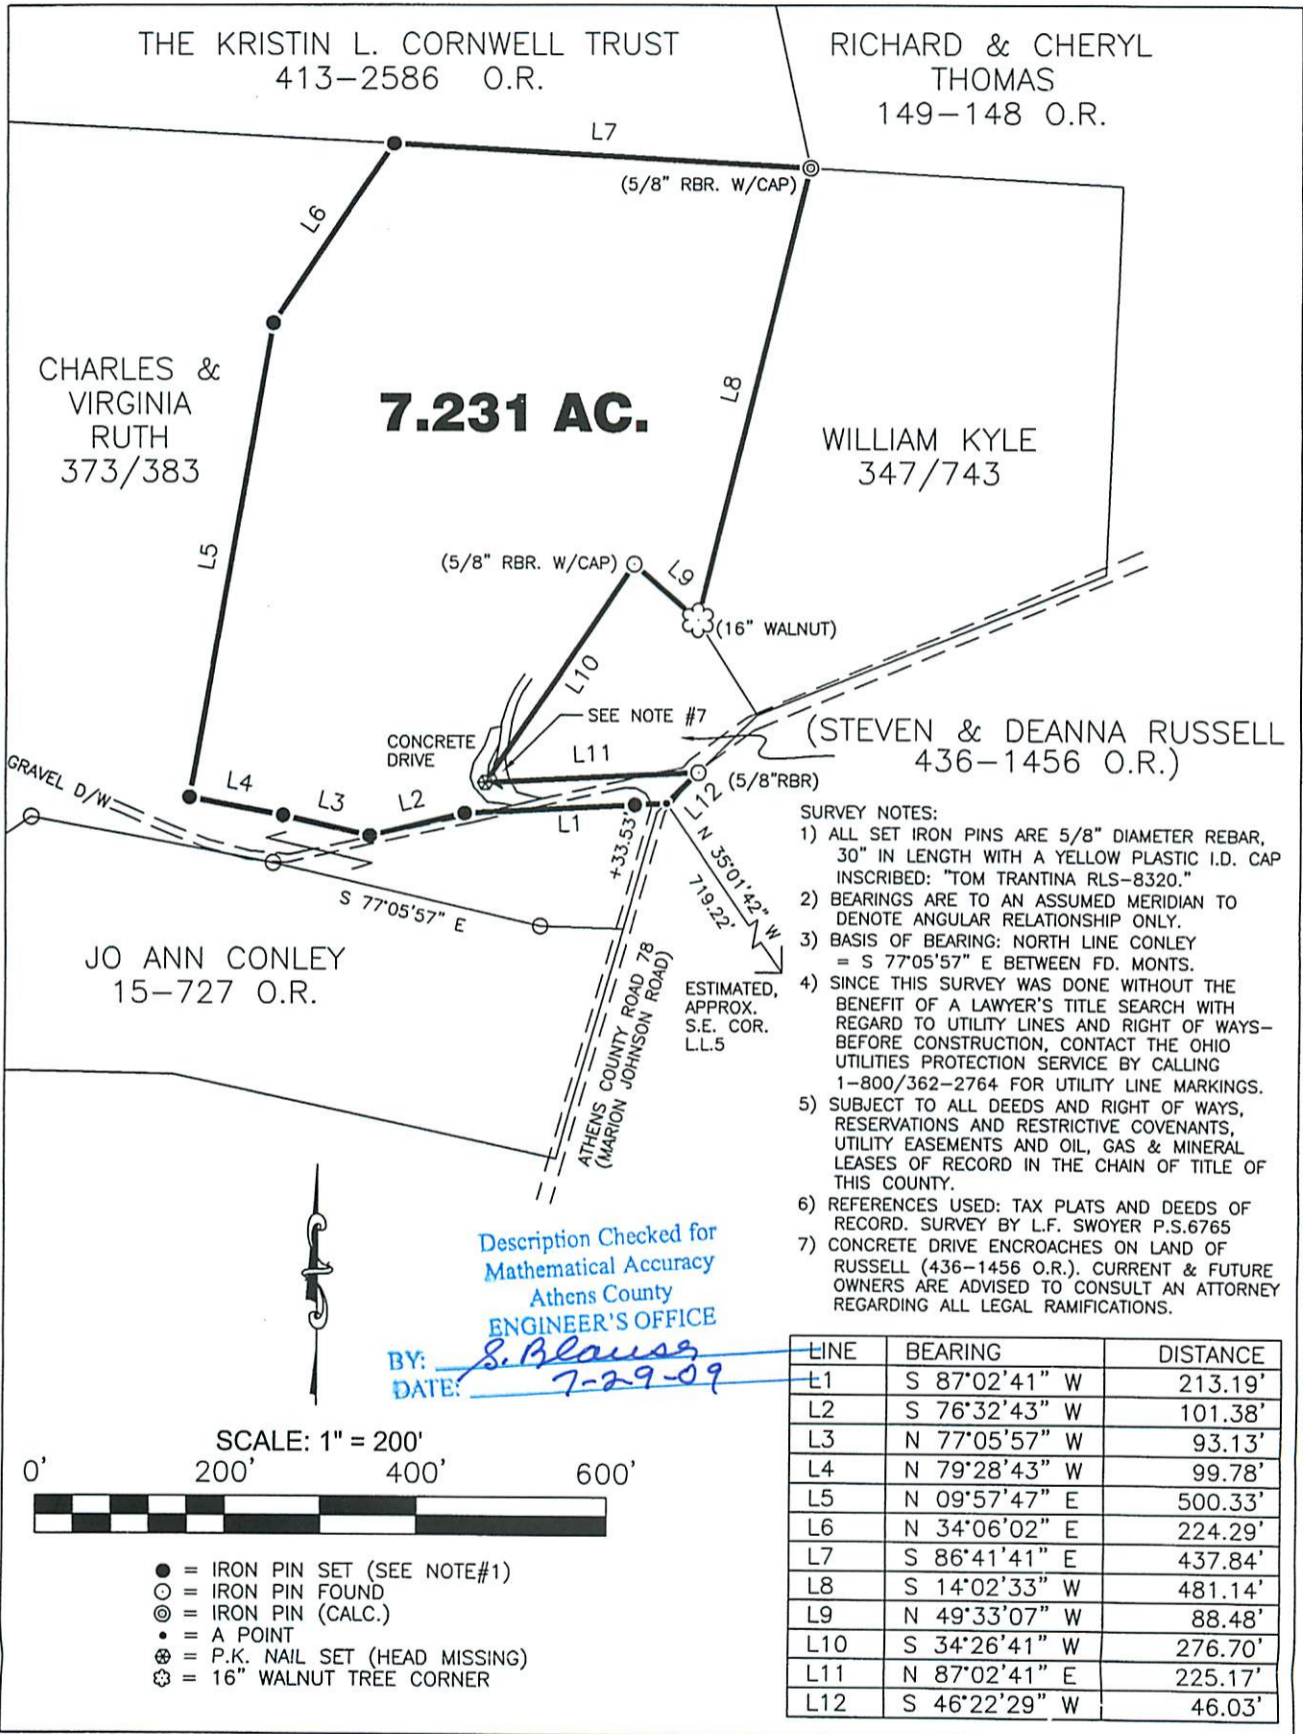 THE KRISTIN L. CORNWELL TRUST
413-2586 O.R.
RICHARD & CHERYL
THOMAS
149-148 O.R.
L7
(5/8" RBR. W/CAP)
L6
CHARLES &
VIRGINIA
RUTH
373/383
7.231 AC.
L8
WILLIAM KYLE
347/743
L5
(5/8" RBR. W/CAP)
L9
(16" WALNUT)
L10
SEE NOTE #7
CONCRETE
DRIVE
L11
(STEVEN & DEANNA RUSSELL
436-1456 O.R.)
GRAVEL D/W
L4
L3
L2
L1
+33.53'
L12
(5/8"RBR)
N 35°01'42" W
719.22'
S 77°05'57" E
JO ANN CONLEY
15-727 O.R.
ESTIMATED,
APPROX.
S.E. COR.
L.L.5
ATHENS COUNTY ROAD 78
(MARION JOHNSON ROAD)
SURVEY NOTES:
1) ALL SET IRON PINS ARE 5/8" DIAMETER REBAR,
30" IN LENGTH WITH A YELLOW PLASTIC I.D. CAP
INSCRIBED: "TOM TRANTINA RLS-8320."
2) BEARINGS ARE TO AN ASSUMED MERIDIAN TO
DENOTE ANGULAR RELATIONSHIP ONLY.
3) BASIS OF BEARING: NORTH LINE CONLEY
= S 77°05'57" E BETWEEN FD. MONTS.
4) SINCE THIS SURVEY WAS DONE WITHOUT THE
BENEFIT OF A LAWYER'S TITLE SEARCH WITH
REGARD TO UTILITY LINES AND RIGHT OF WAYS-
BEFORE CONSTRUCTION, CONTACT THE OHIO
UTILITIES PROTECTION SERVICE BY CALLING
1-800/362-2764 FOR UTILITY LINE MARKINGS.
5) SUBJECT TO ALL DEEDS AND RIGHT OF WAYS,
RESERVATIONS AND RESTRICTIVE COVENANTS,
UTILITY EASEMENTS AND OIL, GAS & MINERAL
LEASES OF RECORD IN THE CHAIN OF TITLE OF
THIS COUNTY.
6) REFERENCES USED: TAX PLATS AND DEEDS OF
RECORD. SURVEY BY L.F. SWOYER P.S.6765
7) CONCRETE DRIVE ENCROACHES ON LAND OF
RUSSELL (436-1456 O.R.). CURRENT & FUTURE
OWNERS ARE ADVISED TO CONSULT AN ATTORNEY
REGARDING ALL LEGAL RAMIFICATIONS.
Description Checked for
Mathematical Accuracy
Athens County
ENGINEER'S OFFICE
BY: S. Blauser
DATE: 7-29-09
SCALE: 1" = 200'
0' 200' 400' 600'
= IRON PIN SET (SEE NOTE#1)
= IRON PIN FOUND
= IRON PIN (CALC.)
= A POINT
= P.K. NAIL SET (HEAD MISSING)
= 16" WALNUT TREE CORNER
LINE BEARING DISTANCE
L1 S 87°02'41" W 213.19'
L2 S 76°32'43" W 101.38'
L3 N 77°05'57" W 93.13'
L4 N 79°28'43" W 99.78'
L5 N 09°57'47" E 500.33'
L6 N 34°06'02" E 224.29'
L7 S 86°41'41" E 437.84'
L8 S 14°02'33" W 481.14'
L9 N 49°33'07" W 88.48'
L10 S 34°26'41" W 276.70'
L11 N 87°02'41" E 225.17'
L12 S 46°22'29" W 46.03'